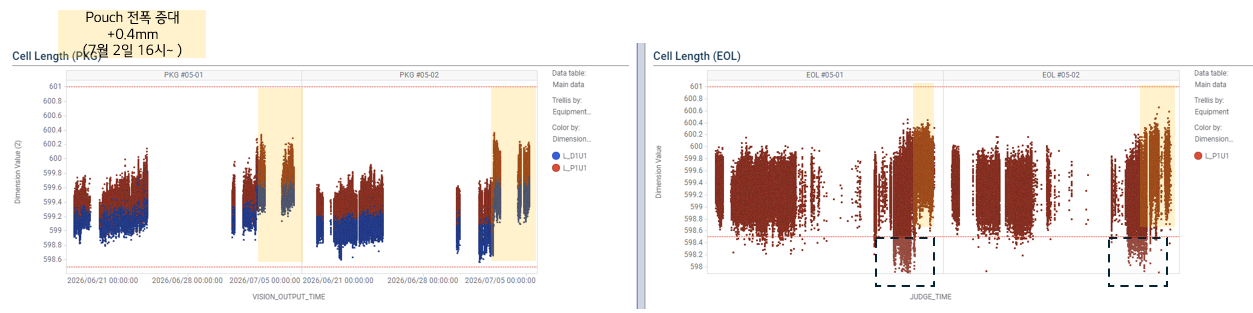 Pouch 전폭 증대
+0.4mm
(7월 2일 16시~ )
Cell Length (PKG)
PKG #05-01
PKG #05-02
601
600.8
600.6
600.4
600.2
600
599.8
599.6
599.4
599.2
599
598.8
598.6
Dimension Value (2)
2026/06/21 00:00:00
2026/06/28 00:00:00
2026/07/05 00:00:00
2026/06/21 00:00:00
2026/06/28 00:00:00
2026/07/05 00:00:00
VISION_OUTPUT_TIME
Data table:
Main data
Trellis by:
Equipment...
Color by:
Dimension...
L_D1U1
L_P1U1
Cell Length (EOL)
EOL #05-01
EOL #05-02
601
600.8
600.6
600.4
600.2
600
599.8
599.6
599.4
599.2
599
598.8
598.6
598.4
598.2
598
Dimension Value
JUDGE_TIME
Data table:
Main data
Trellis by:
Equipment
Color by:
Dimension...
L_P1U1